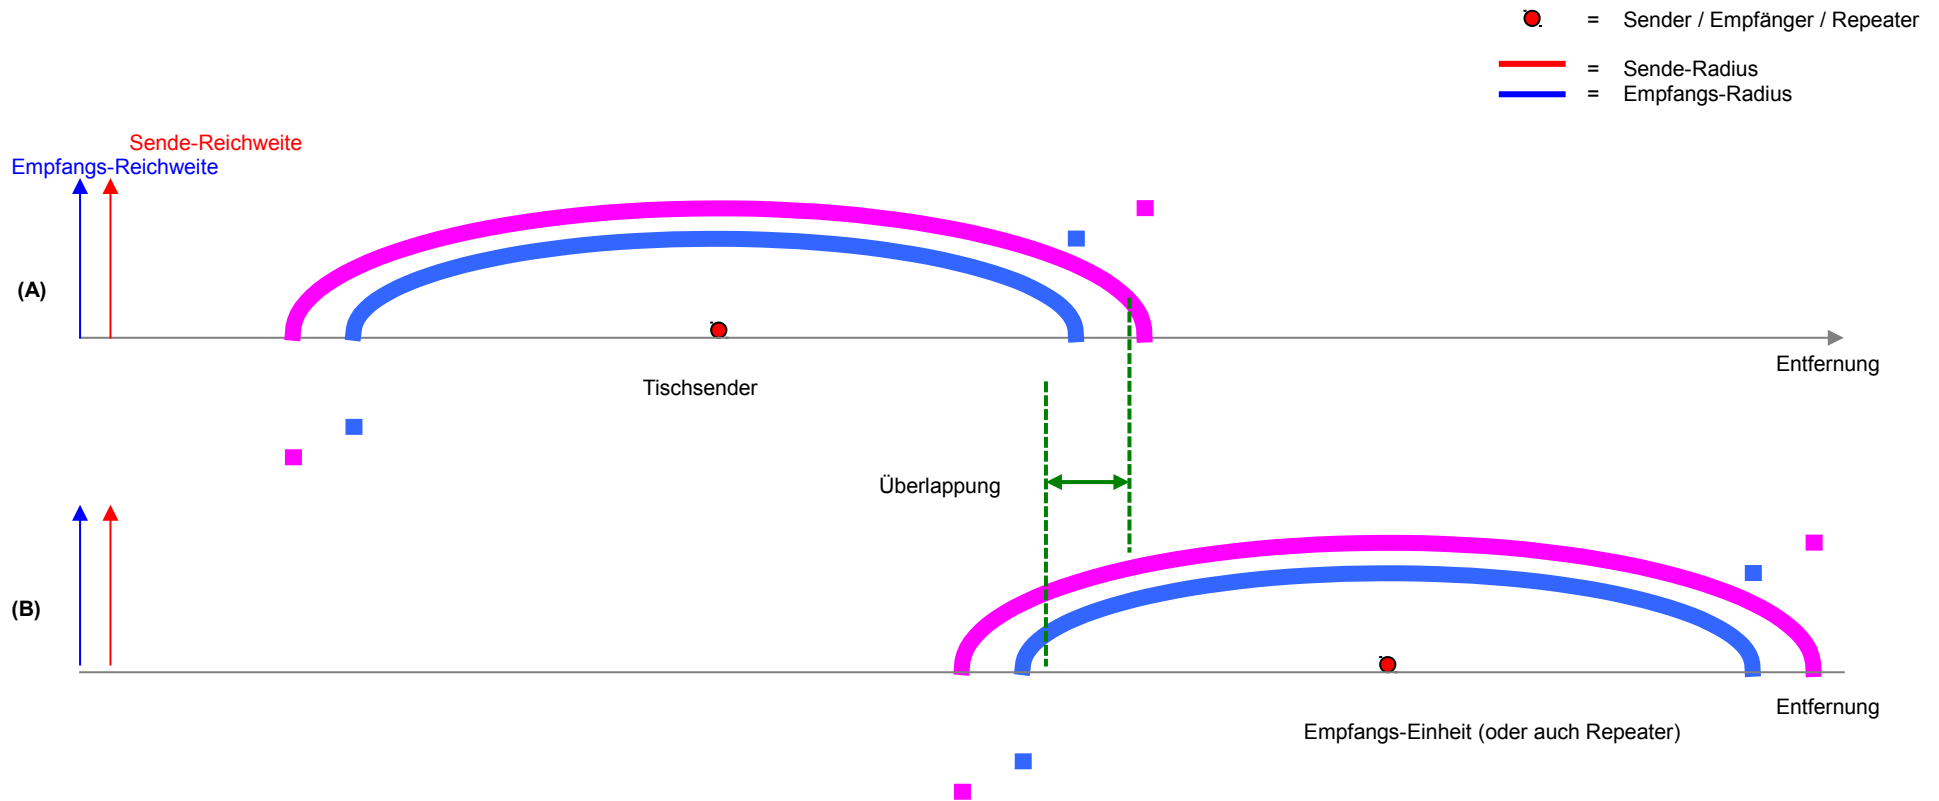 = Sender / Empfänger / Repeater
= Sende-Radius
= Empfangs-Radius
Sende-Reichweite
Empfangs-Reichweite
(A)
Entfernung
Tischsender
Überlappung
(B)
Entfernung
Empfangs-Einheit (oder auch Repeater)